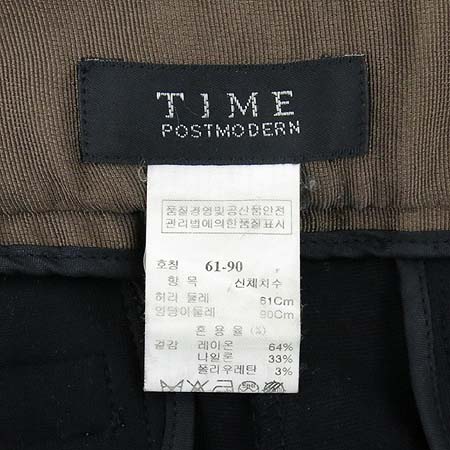 TIME
POSTMODERN
품질경영및공산품안전
관리법에의한품질표시
호칭 61-90
항목 신체치수
허리 둘레 61Cm
엉덩이둘레 90Cm
혼용율(%)
겉감 레이온 64%
나일론 33%
폴리우레탄 3%